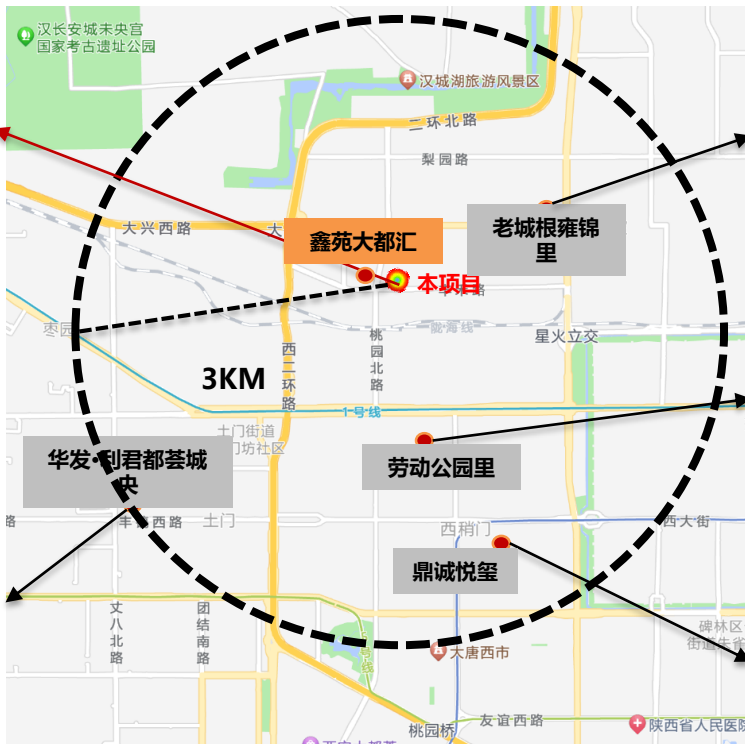 汉长安城未央宫
国家考古遗址公园
汉城湖旅游风景区
二环北路
梨园路
大兴西路
大
老城根雍锦
里
鑫苑大都汇
本项目
陇海线
枣园
星火立交
西二环路
桃园北路
3KM
1号线
土门街道
门坊社区
华发·利君都荟城
央
劳动公园里
丰镐西路
土门
西稍门
西大街
鼎诚悦玺
丈八北路
团结南路
碑林区
大唐西市
桃园桥
友谊西路
陕西省人民医院